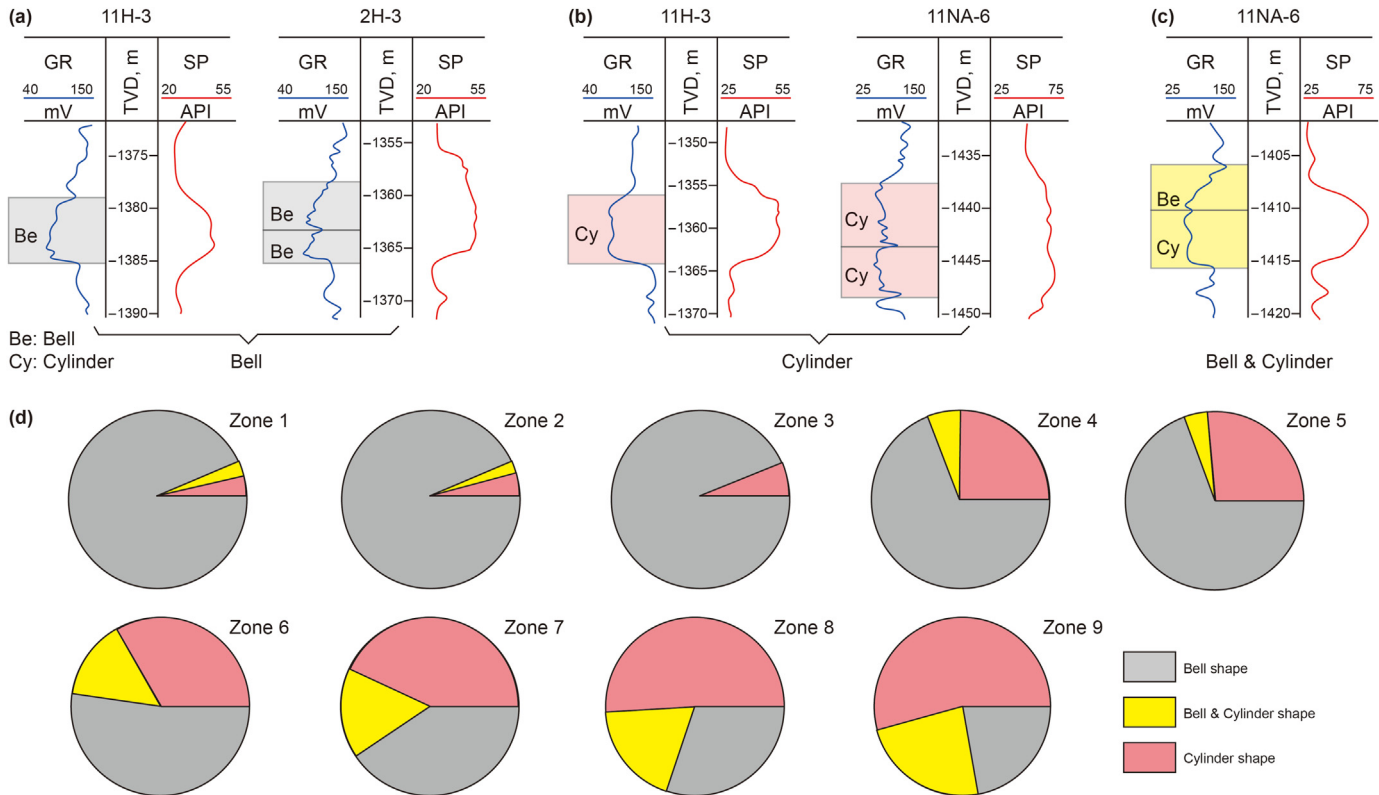 (a)
11H-3
GR
TVD, m
SP
40 150
20 55
mV
API
−1375
−1380
−1385
−1390
Be
2H-3
GR
TVD, m
SP
40 150
20 55
mV
API
−1355
−1360
−1365
−1370
Be
Be
Be: Bell
Cy: Cylinder
Bell
(b)
11H-3
GR
TVD, m
SP
40 150
25 55
mV
API
−1350
−1355
−1360
−1365
−1370
Cy
11NA-6
GR
TVD, m
SP
25 150
25 75
mV
API
−1435
−1440
−1445
−1450
Cy
Cy
Cylinder
(c)
11NA-6
GR
TVD, m
SP
25 150
25 75
mV
API
−1405
−1410
−1415
−1420
Be
Cy
Bell & Cylinder
(d)
Zone 1
Zone 2
Zone 3
Zone 4
Zone 5
Zone 6
Zone 7
Zone 8
Zone 9
Bell shape
Bell & Cylinder shape
Cylinder shape